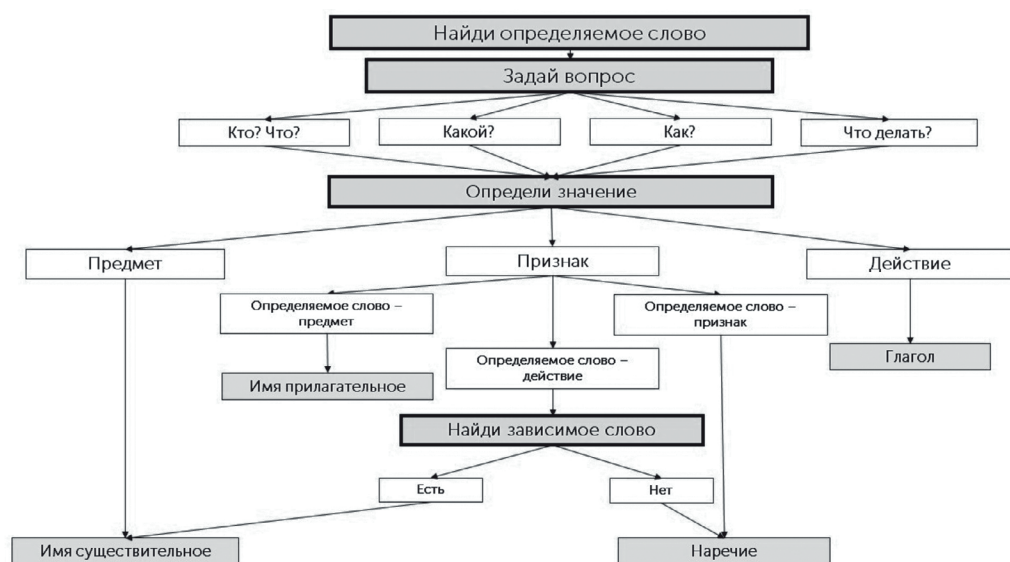 Найди определяемое слово
Задай вопрос
Кто? Что?
Какой?
Как?
Что делать?
Определи значение
Предмет
Признак
Действие
Определяемое слово –
предмет
Определяемое слово –
признак
Глагол
Определяемое слово –
действие
Имя прилагательное
Найди зависимое слово
Есть
Нет
Имя существительное
Наречие